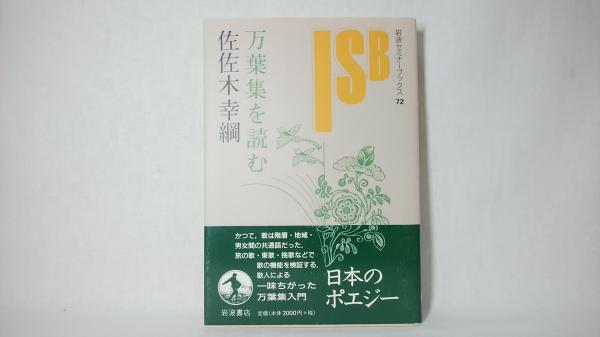 岩波セミナーブックス 72
ISB
万葉集を読む
佐佐木幸綱
かつて，歌は階層・地域・
男女間の共通語だった．
旅の歌・東歌・挽歌などで
歌の機能を検証する，
歌人による
一味ちがった
万葉集入門
日本の
ポエジー
岩波書店
定価(本体2000円+税)